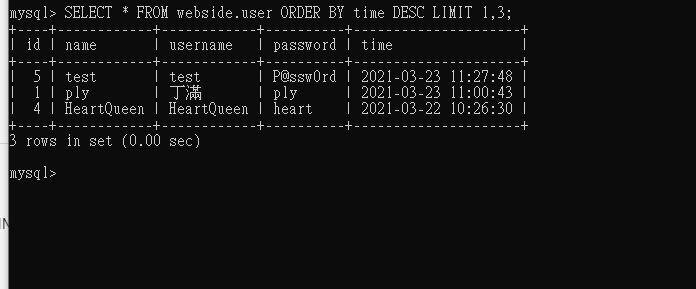 mysql> SELECT * FROM webside.user ORDER BY time DESC LIMIT 1,3;
+----+------------+------------+----------+---------------------+
| id | name       | username   | password | time                |
+----+------------+------------+----------+---------------------+
|  5 | test       | test       | P@ssw0rd | 2021-03-23 11:27:48 |
|  1 | ply        | 丁滿       | ply      | 2021-03-23 11:00:43 |
|  4 | HeartQueen | HeartQueen | heart    | 2021-03-22 10:26:30 |
+----+------------+------------+----------+---------------------+
3 rows in set (0.00 sec)
mysql>